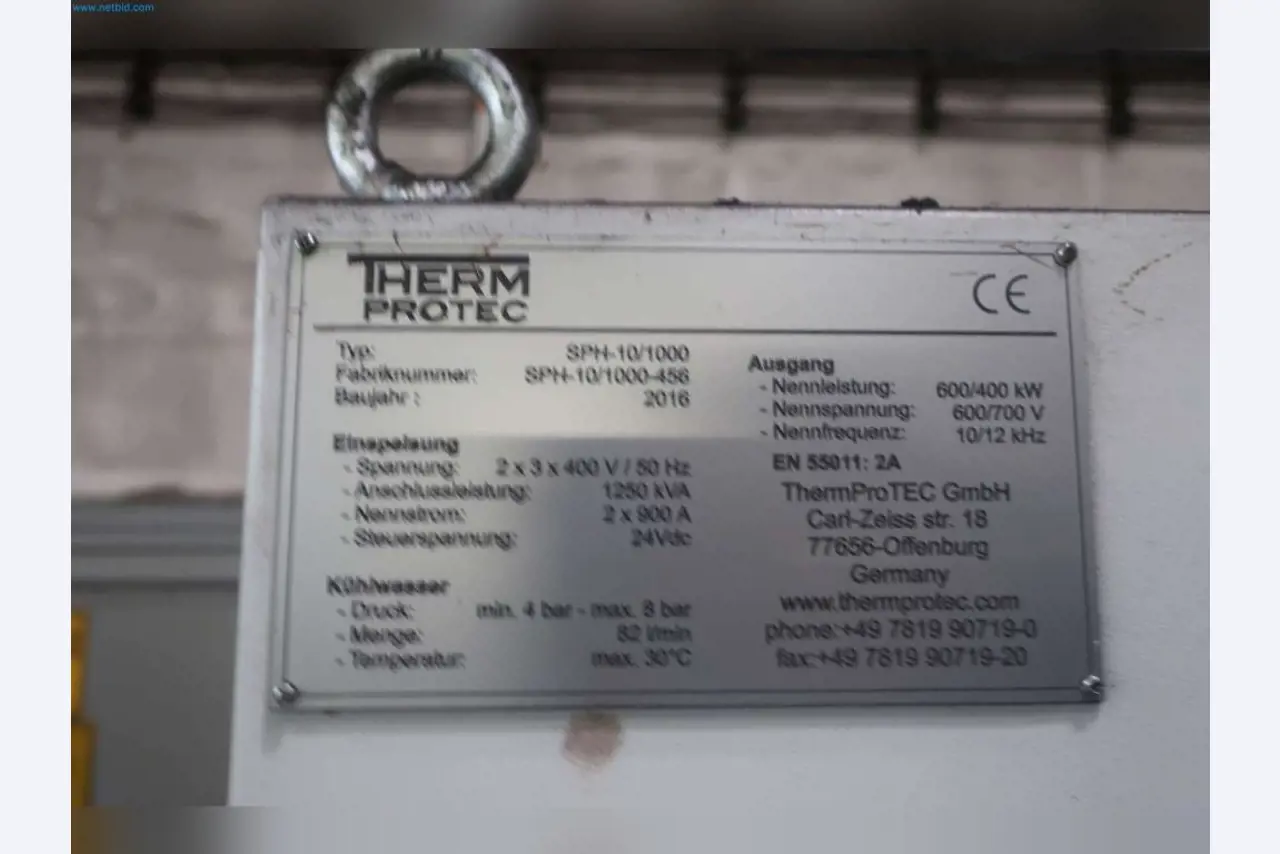 www.netbid.com
THERM
PROTEC
CE
Typ: SPH-10/1000
Fabriknummer: SPH-10/1000-456
Baujahr : 2016
Einspeisung
- Spannung: 2 x 3 x 400 V / 50 Hz
- Anschlussleistung: 1250 kVA
- Nennstrom: 2 x 900 A
- Steuerspannung: 24Vdc
Kühlwasser
- Druck: min. 4 bar - max. 8 bar
- Menge: 82 l/min
- Temperatur: max. 30°C
Ausgang
- Nennleistung: 600/400 kW
- Nennspannung: 600/700 V
- Nennfrequenz: 10/12 kHz
EN 55011: 2A
ThermProTEC GmbH
Carl-Zeiss str. 18
77656-Offenburg
Germany
www.thermprotec.com
phone:+49 7819 90719-0
fax:+49 7819 90719-20